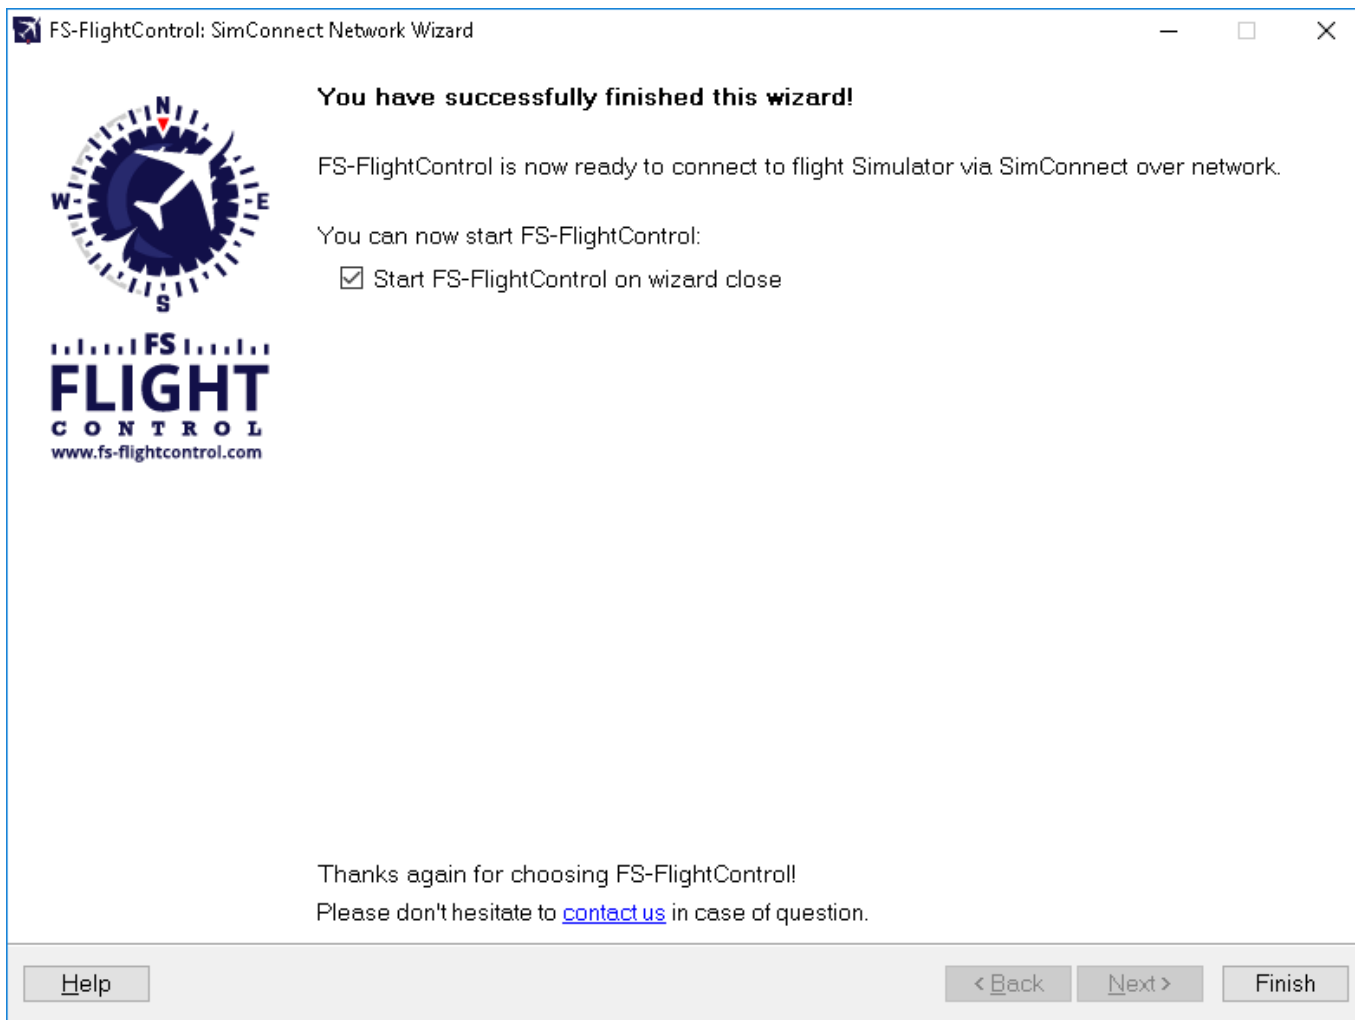 FS-FlightControl: SimConnect Network Wizard
You have successfully finished this wizard!
FS-FlightControl is now ready to connect to flight Simulator via SimConnect over network.
You can now start FS-FlightControl:
Start FS-FlightControl on wizard close
N
W
E
S
FS
FLIGHT
CONTROL
www.fs-flightcontrol.com
Thanks again for choosing FS-FlightControl!
Please don't hesitate to contact us in case of question.
Help
< Back
Next >
Finish